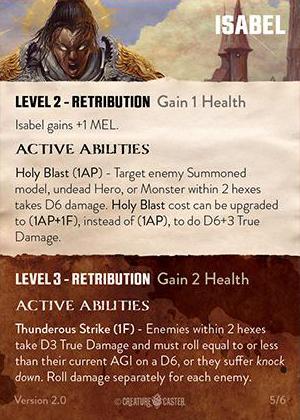 ISABEL
LEVEL 2 - RETRIBUTION Gain 1 Health
Isabel gains +1 MEL.
ACTIVE ABILITIES
Holy Blast (1AP) - Target enemy Summoned
model, undead Hero, or Monster within 2 hexes
takes D6 damage. Holy Blast cost can be upgraded
to (1AP+1F), instead of (1AP), to do D6+3 True
Damage.
LEVEL 3 - RETRIBUTION Gain 2 Health
ACTIVE ABILITIES
Thunderous Strike (1F) - Enemies within 2 hexes
take D3 True Damage and must roll equal to or less
than their current AGI on a D6, or they suffer knock
down. Roll damage separately for each enemy.
Version 2.0 © CREATURE CASTER. 5/6